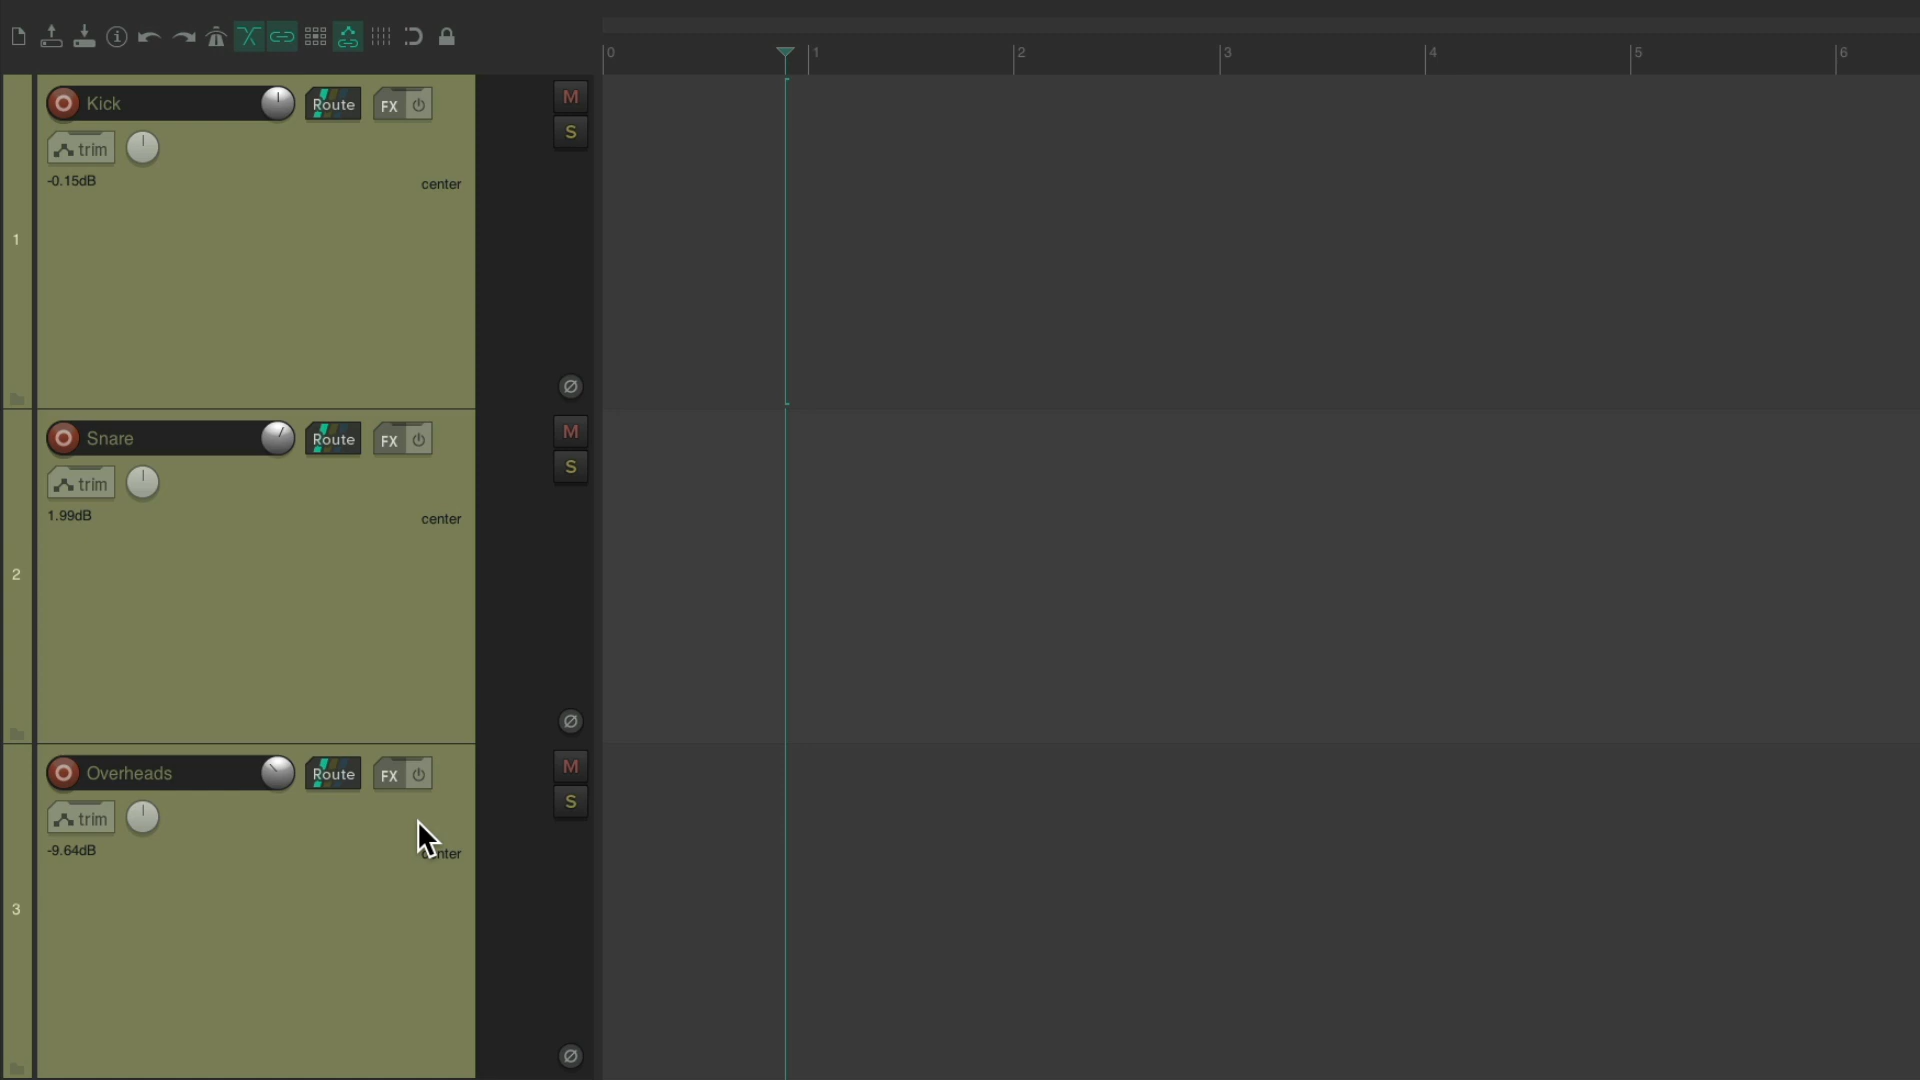 0 1 2 3 4 5 6
Kick Route FX M
S
trim
-0.15dB center
1
Snare Route FX M
S
trim
1.99dB center
2
Overheads Route FX M
S
trim
-9.64dB center
3